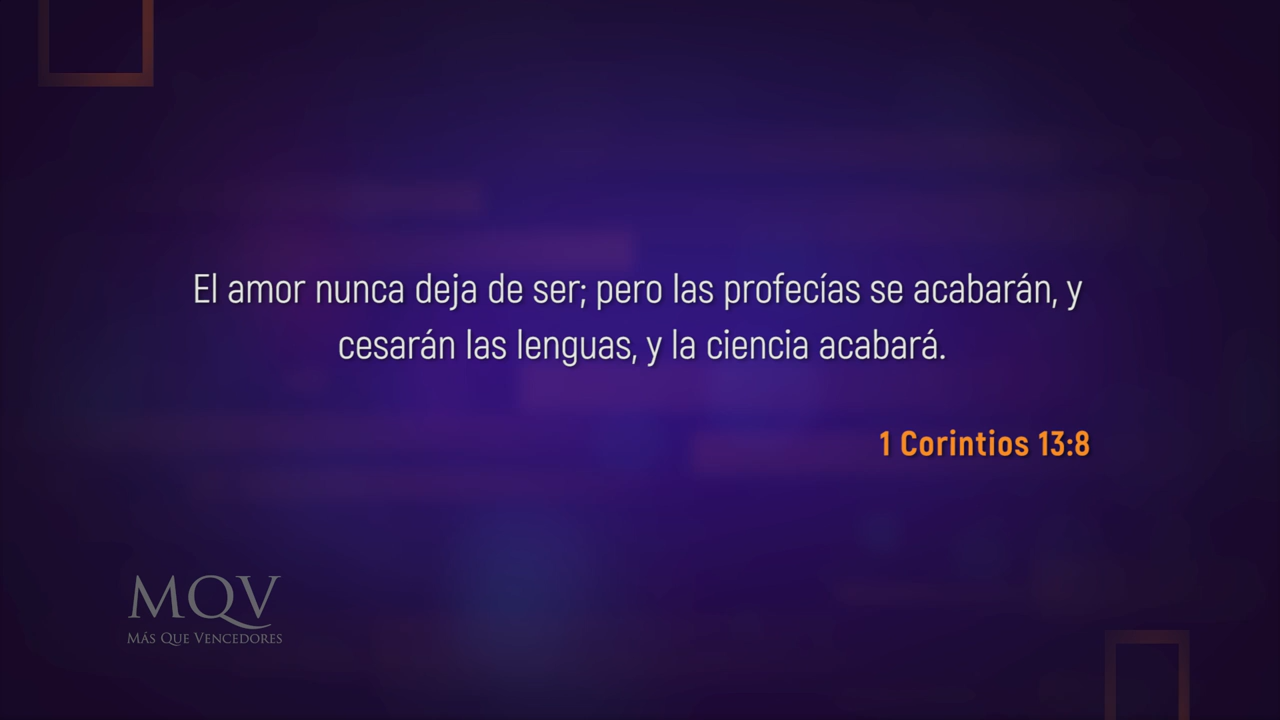 El amor nunca deja de ser; pero las profecías se acabarán, y
cesarán las lenguas, y la ciencia acabará.
1 Corintios 13:8
MQV
Más Que Vencedores